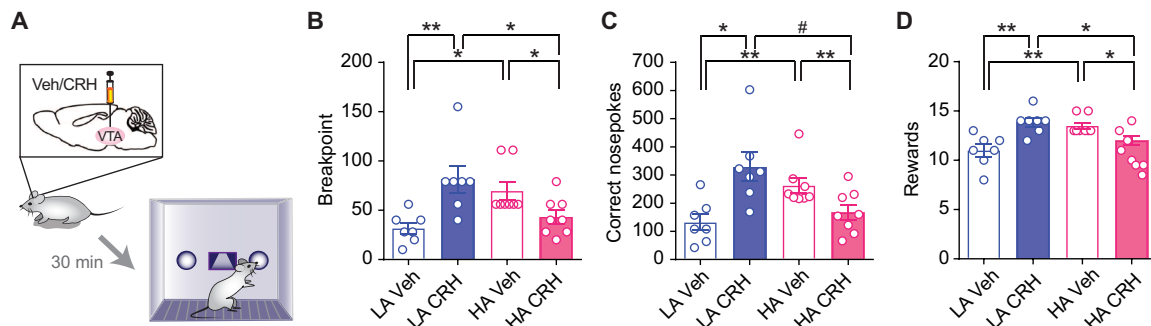 A
Veh/CRH
VTA
30 min
B
** *
* *
Breakpoint
200
150
100
50
0
LA Veh
LA CRH
HA Veh
HA CRH
C
* #
** **
Correct nosepokes
700
600
500
400
300
200
100
0
LA Veh
LA CRH
HA Veh
HA CRH
D
** *
** *
Rewards
20
15
10
5
0
LA Veh
LA CRH
HA Veh
HA CRH